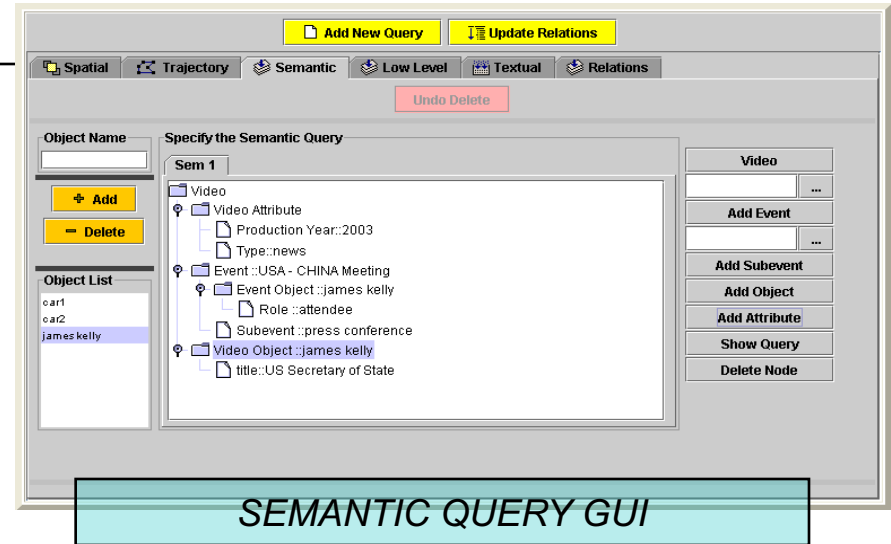 Add New Query Update Relations
Spatial Trajectory Semantic Low Level Textual Relations
Undo Delete
Object Name
Add
Delete
Object List
car1
car2
james kelly
Specify the Semantic Query
Sem 1
Video
Video Attribute
Production Year::2003
Type::news
Event ::USA - CHINA Meeting
Event Object ::james kelly
Role ::attendee
Subevent ::press conference
Video Object ::james kelly
title::US Secretary of State
Video
...
Add Event
...
Add Subevent
Add Object
Add Attribute
Show Query
Delete Node
SEMANTIC QUERY GUI